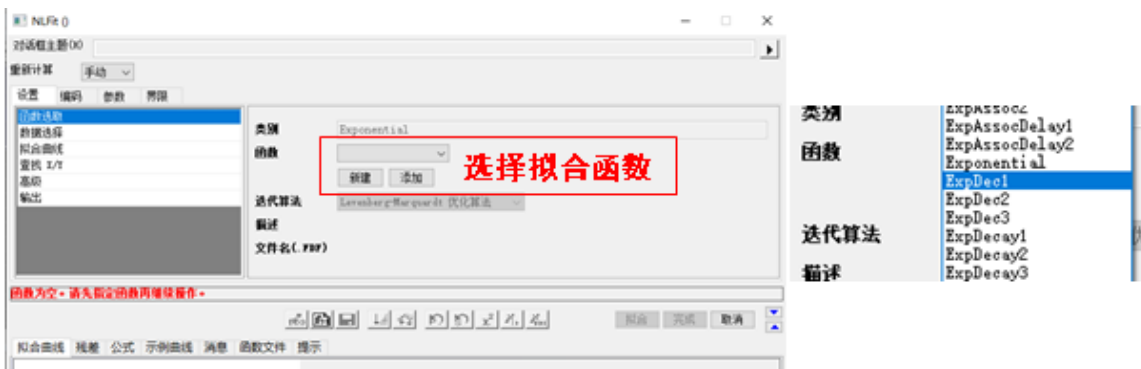 NLFit ()
对话框主题(X)
重新计算 手动
设置 编码 参数 界限
函数选取
数据选择
拟合曲线
查找 X/Y
高级
输出
类别 Exponential
函数
新建 添加
选择拟合函数
迭代算法 Levenberg-Marquardt 优化算法
描述
文件名(.FDF)
函数为空。请先指定函数再继续操作。
拟合 完成 取消
拟合曲线 残差 公式 示例曲线 消息 函数文件 提示
类别
函数
迭代算法
描述
ExpAssoc2
ExpAssocDelay1
ExpAssocDelay2
Exponential
ExpDec1
ExpDec2
ExpDec3
ExpDecay1
ExpDecay2
ExpDecay3